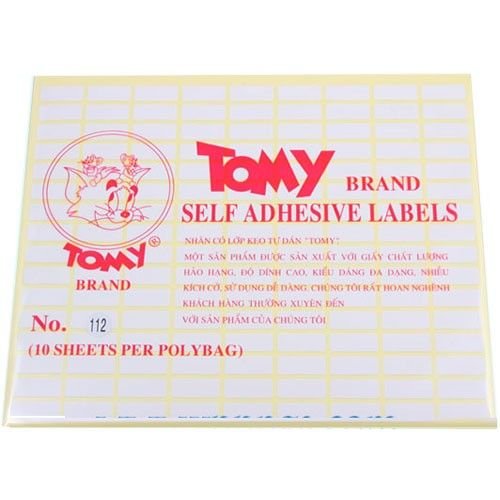 TOMY BRAND
SELF ADHESIVE LABELS
NHÃN CÓ LỚP KEO TỰ DÁN "TOMY".
MỘT SẢN PHẨM ĐƯỢC SẢN XUẤT VỚI GIẤY CHẤT LƯỢNG
HẢO HẠNG, ĐỘ DÍNH CAO, KIỂU DÁNG ĐA DẠNG, NHIỀU
KÍCH CỠ, SỬ DỤNG DỄ DÀNG. CHÚNG TÔI RẤT HOAN NGHÊNH
KHÁCH HÀNG THƯỜNG XUYÊN ĐẾN
VỚI SẢN PHẨM CỦA CHÚNG TÔI
TOMY ®
BRAND
No. 112
(10 SHEETS PER POLYBAG)